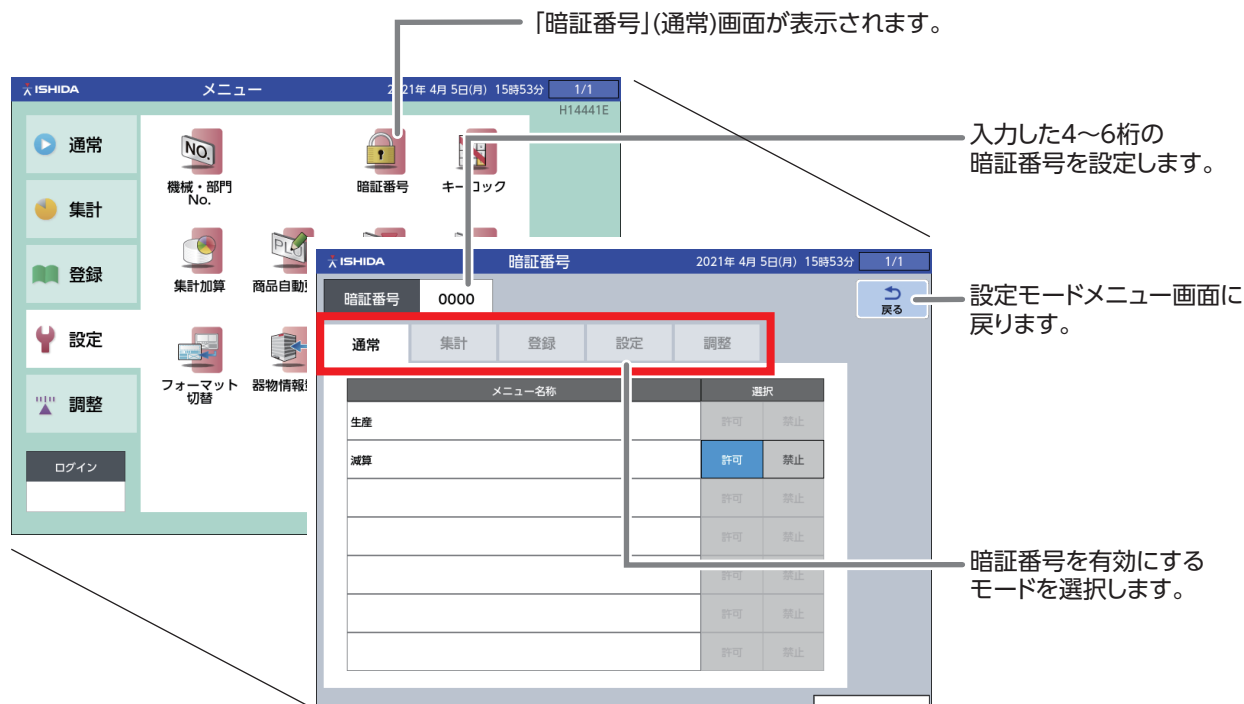 「暗証番号」(通常)画面が表示されます。
ISHIDA
メニュー
2021年 4月 5日(月) 15時53分
1/1
H14441E
通常
集計
登録
設定
調整
ログイン
NO.
機械・部門
No.
暗証番号
キーロック
集計加算
PLU
商品自動
フォーマット
切替
器物情報
入力した4〜6桁の
暗証番号を設定します。
ISHIDA
暗証番号
2021年 4月 5日(月) 15時53分
1/1
暗証番号
0000
戻る
設定モードメニュー画面に
戻ります。
通常
集計
登録
設定
調整
メニュー名称
選択
生産
許可
禁止
減算
許可
禁止
許可
禁止
許可
禁止
許可
禁止
許可
禁止
許可
禁止
暗証番号を有効にする
モードを選択します。